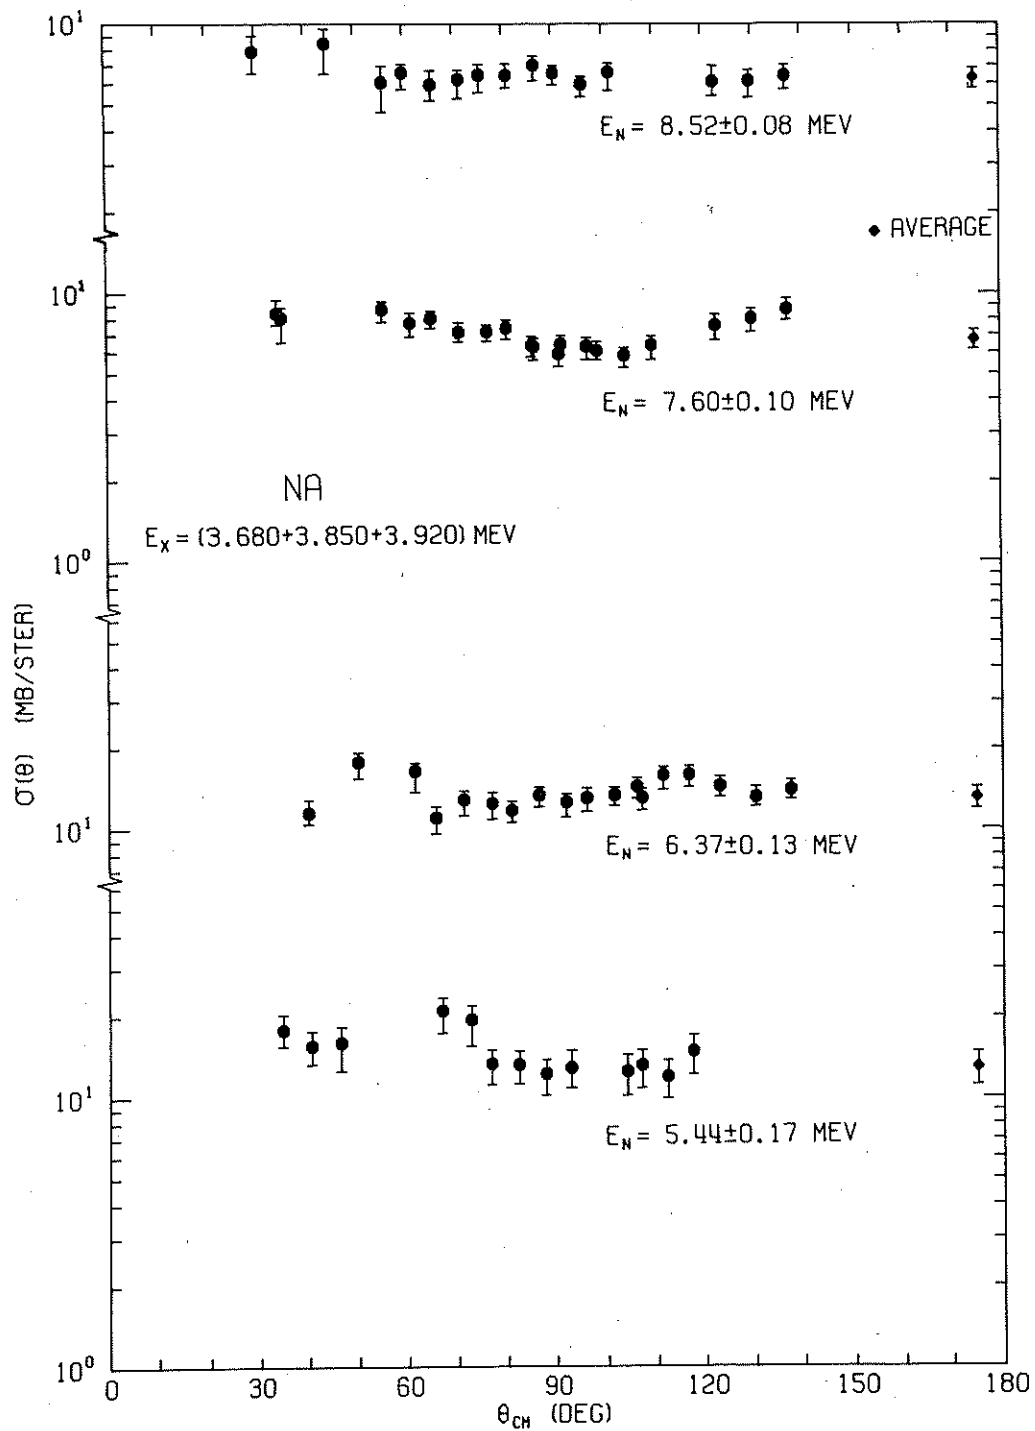 10¹
E_N = 8.52±0.08 MEV
AVERAGE
10¹
E_N = 7.60±0.10 MEV
NA
E_X = (3.680+3.850+3.920) MEV
10⁰
σ(θ) (MB/STER)
10¹
E_N = 6.37±0.13 MEV
10¹
E_N = 5.44±0.17 MEV
10⁰
0 30 60 90 120 150 180
θ_CM (DEG)